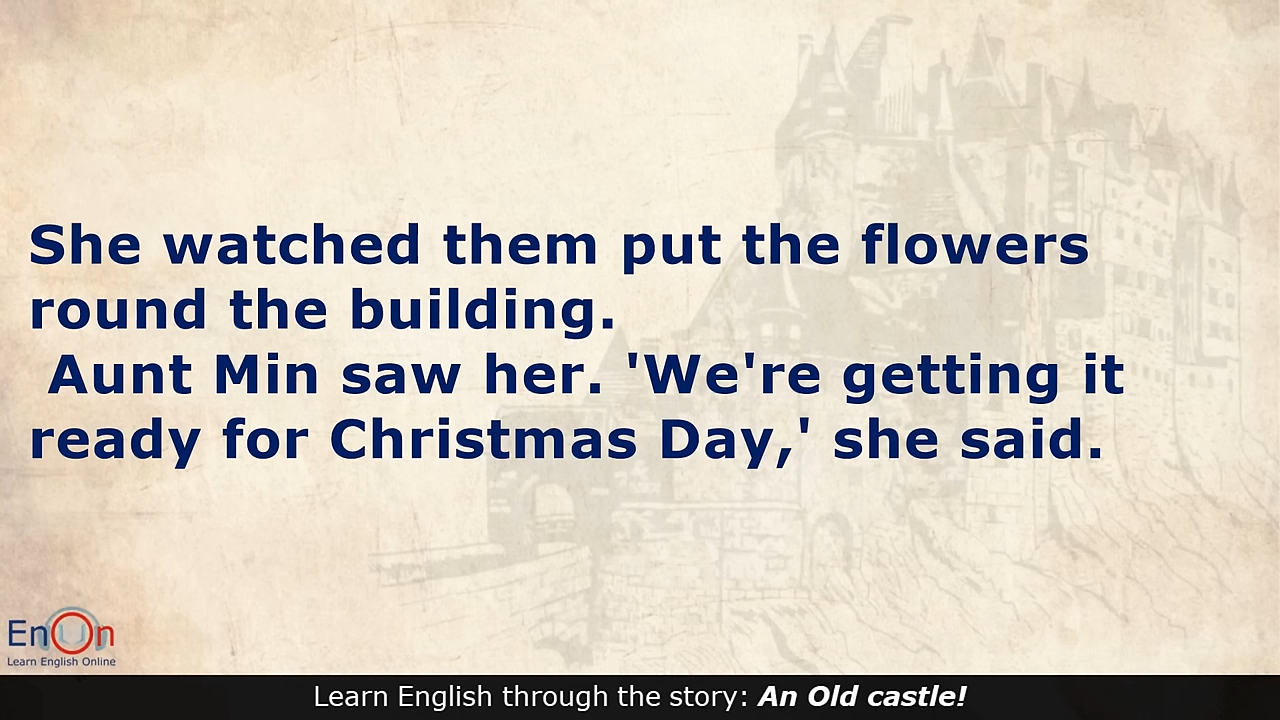 She watched them put the flowers
round the building.
Aunt Min saw her. 'We're getting it
ready for Christmas Day,' she said.
EnOn
Learn English Online
Learn English through the story: An Old castle!